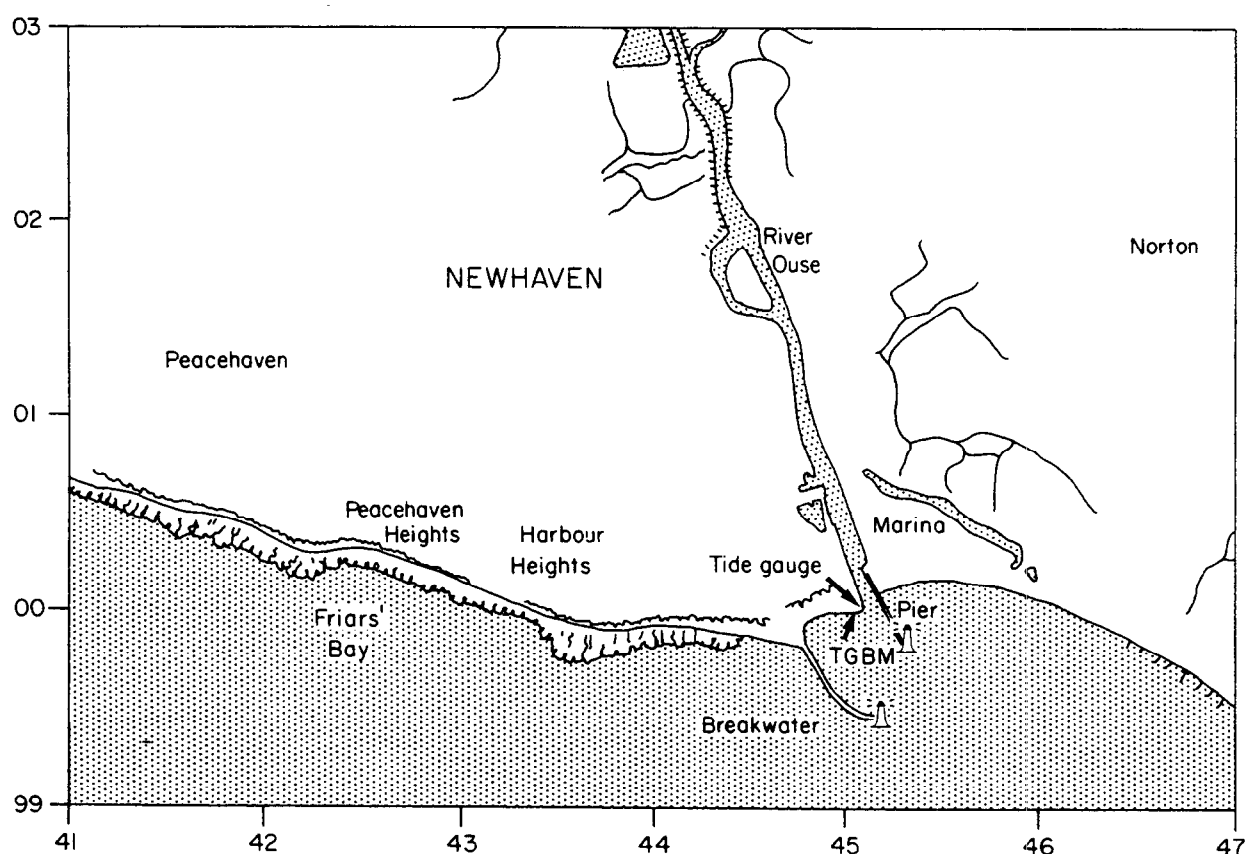 03
02
01
00
99
41
42
43
44
45
46
47
River
Ouse
Norton
NEWHAVEN
Peacehaven
Peacehaven
Heights
Harbour
Heights
Marina
Tide gauge
Friars'
Bay
Pier
TGBM
Breakwater